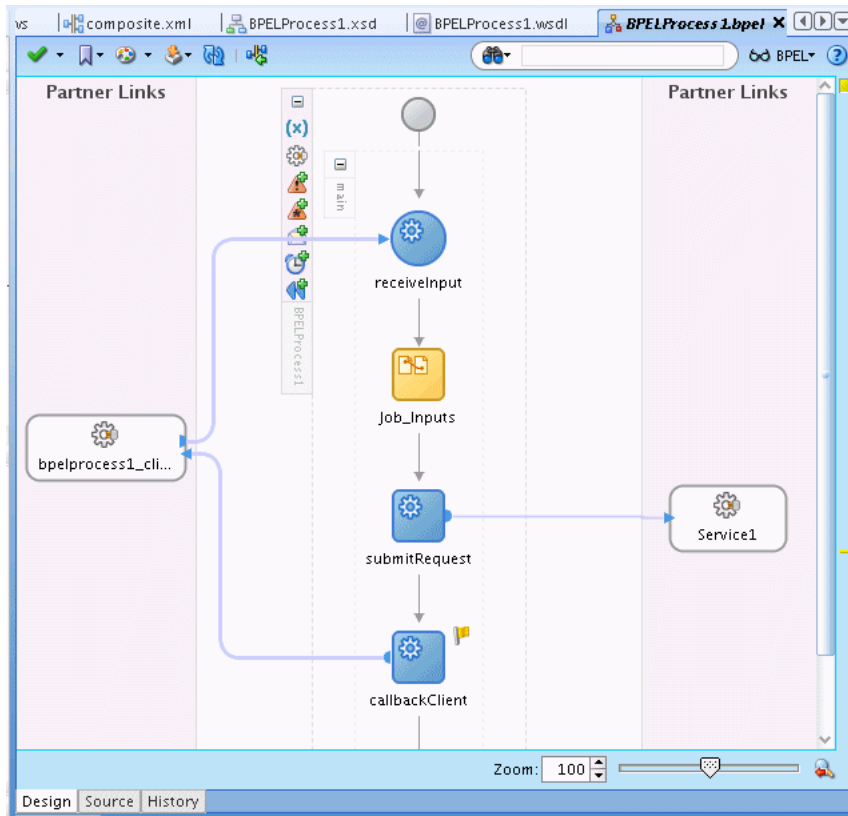 vs composite.xml BPELProcess1.xsd BPELProcess1.wsdl BPELProcess1.bpel
BPEL
Partner Links Partner Links
(x)
main
receiveInput
BPELProcess1
Job_Inputs
bpelprocess1_cli...
Service1
submitRequest
callbackClient
Zoom: 100
Design Source History